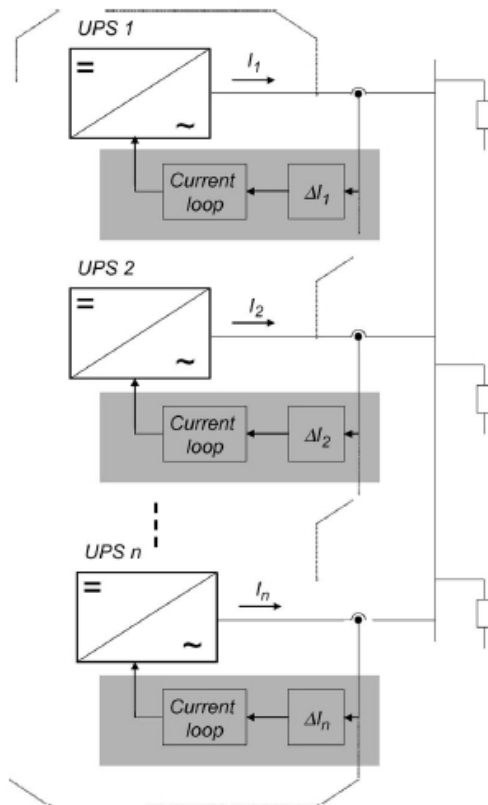 UPS 1
=
~
I1
Current
loop
ΔI1
UPS 2
=
~
I2
Current
loop
ΔI2
UPS n
=
~
In
Current
loop
ΔIn